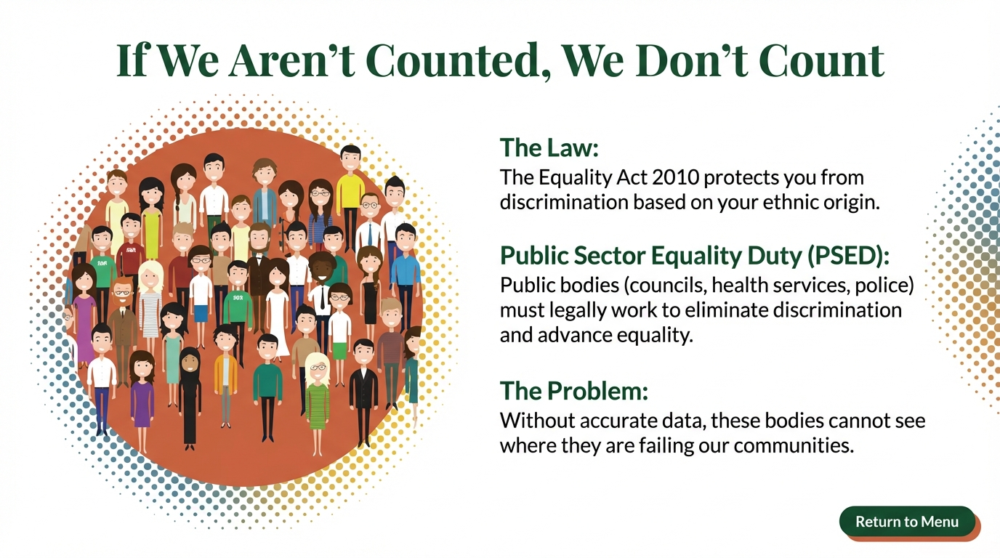 If We Aren't Counted, We Don't Count
The Law:
The Equality Act 2010 protects you from
discrimination based on your ethnic origin.
Public Sector Equality Duty (PSED):
Public bodies (councils, health services, police)
must legally work to eliminate discrimination
and advance equality.
The Problem:
Without accurate data, these bodies cannot see
where they are failing our communities.
Return to Menu